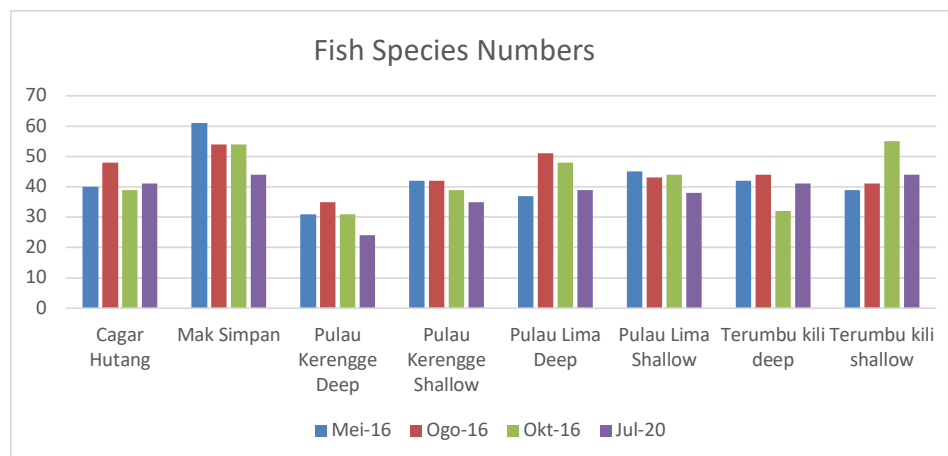 Fish Species Numbers
70
60
50
40
30
20
10
0
Cagar Hutang
Mak Simpan
Pulau Kerengge Deep
Pulau Kerengge Shallow
Pulau Lima Deep
Pulau Lima Shallow
Terumbu kili deep
Terumbu kili shallow
Mei-16 Ogo-16 Okt-16 Jul-20